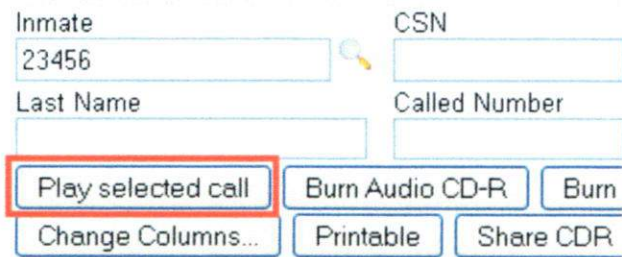 Inmate CSN
23456
Last Name Called Number
Play selected call Burn Audio CD-R Burn
Change Columns... Printable Share CDR